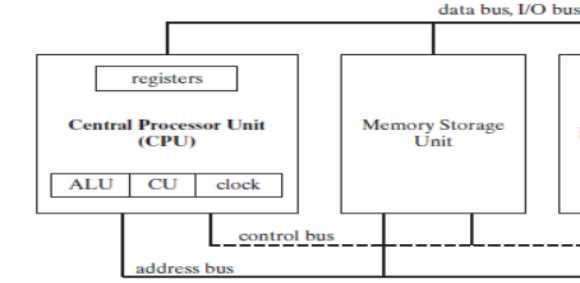 data bus, I/O bus
registers
Central Processor Unit
(CPU)
ALU CU clock
Memory Storage
Unit
control bus
address bus